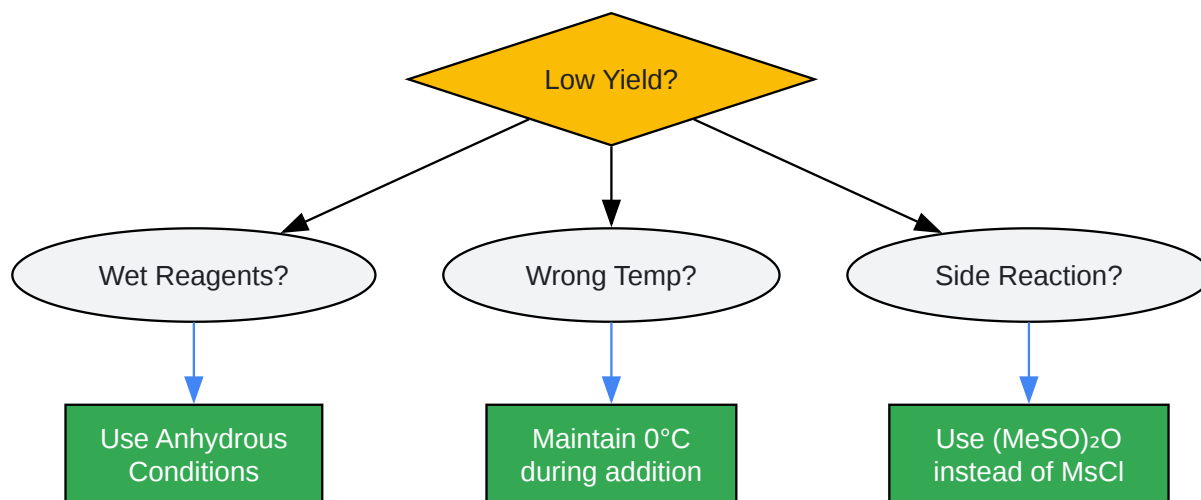 Low Yield?
Wet Reagents?
Wrong Temp?
Side Reaction?
Use Anhydrous
Conditions
Maintain 0°C
during addition
Use (MeSO)₂O
instead of MsCl